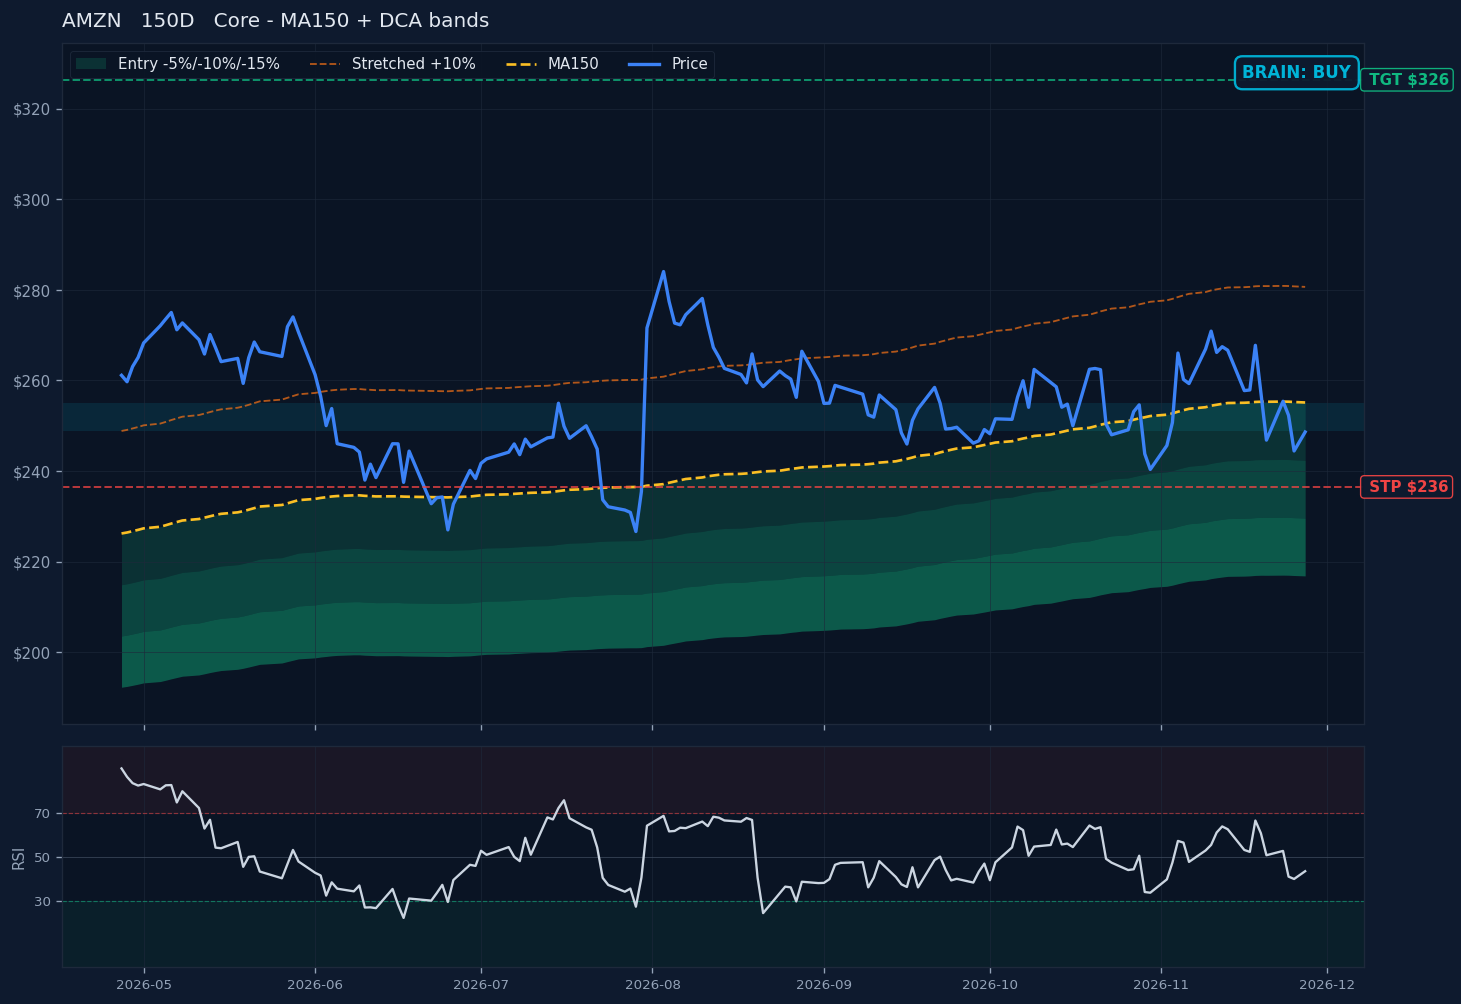 AMZN   150D   Core - MA150 + DCA bands
Entry -5%/-10%/-15%   Stretched +10%   MA150   Price
BRAIN: BUY
TGT $326
$320
$300
$280
$260
$240
STP $236
$220
$200
RSI
70
50
30
2026-05   2026-06   2026-07   2026-08   2026-09   2026-10   2026-11   2026-12